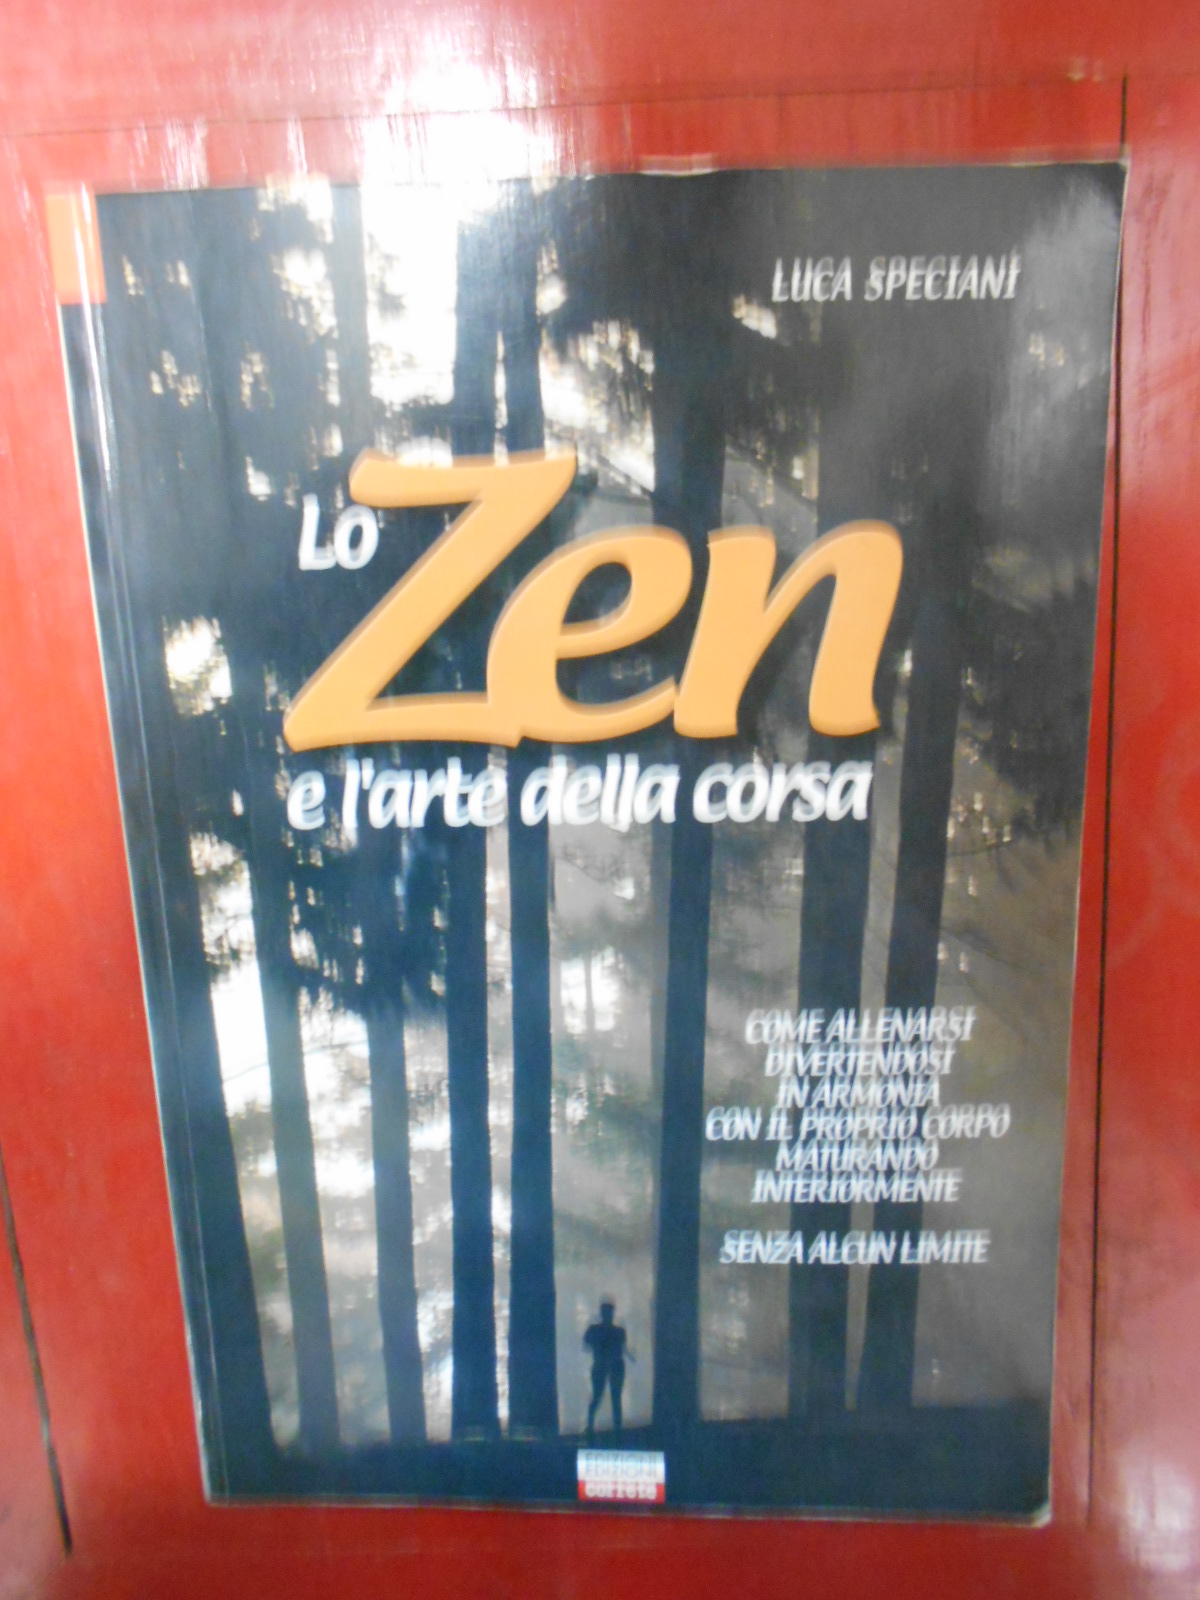 LUCA SPECIANI
Lo Zen
e l'arte della corsa
COME ALLENARSI
DIVERTENDOSI
IN ARMONIA
CON IL PROPRIO CORPO
MATURANDO
INTERIORMENTE
SENZA ALCUN LIMITE
EDIZIONI
correre